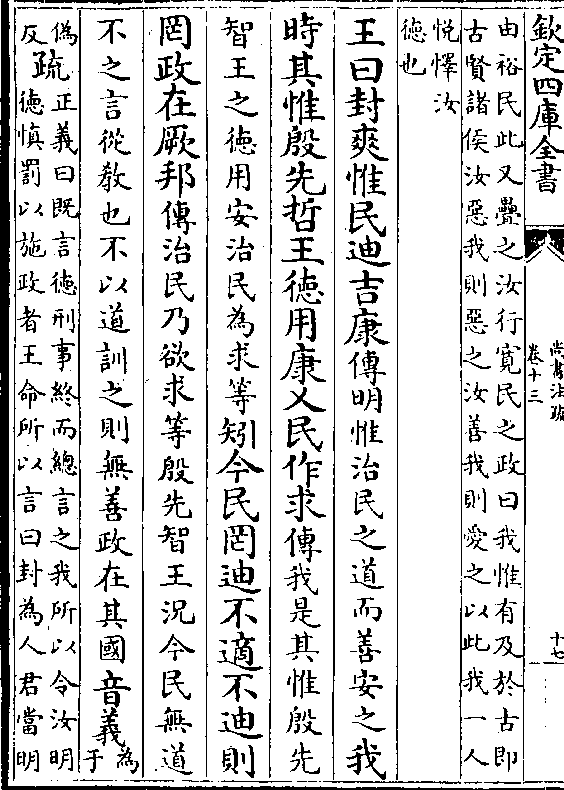 欽定四庫全書
尚書注疏
卷十三
十七
由裕民此又疊之汝行寬民之政曰我惟有及於古即
古賢諸侯汝惡我則惡之汝善我則愛之以此我一人
悅懌汝
德也
王曰封爽惟民迪吉康傳明惟治民之道而善安之我
時其惟殷先哲王德用康乂民作求傳我是其惟殷先
智王之德用安治民為求等矧今民罔迪不適不迪則
罔政在厥邦傳治民乃欲求等殷先智王況今民無道
不之言從教也不以道訓之則無善政在其國音義為
于
偽
反疏正義曰既言德刑事終而總言之我所以令汝明
德慎罰以施政者王命所以言曰封為人君當明